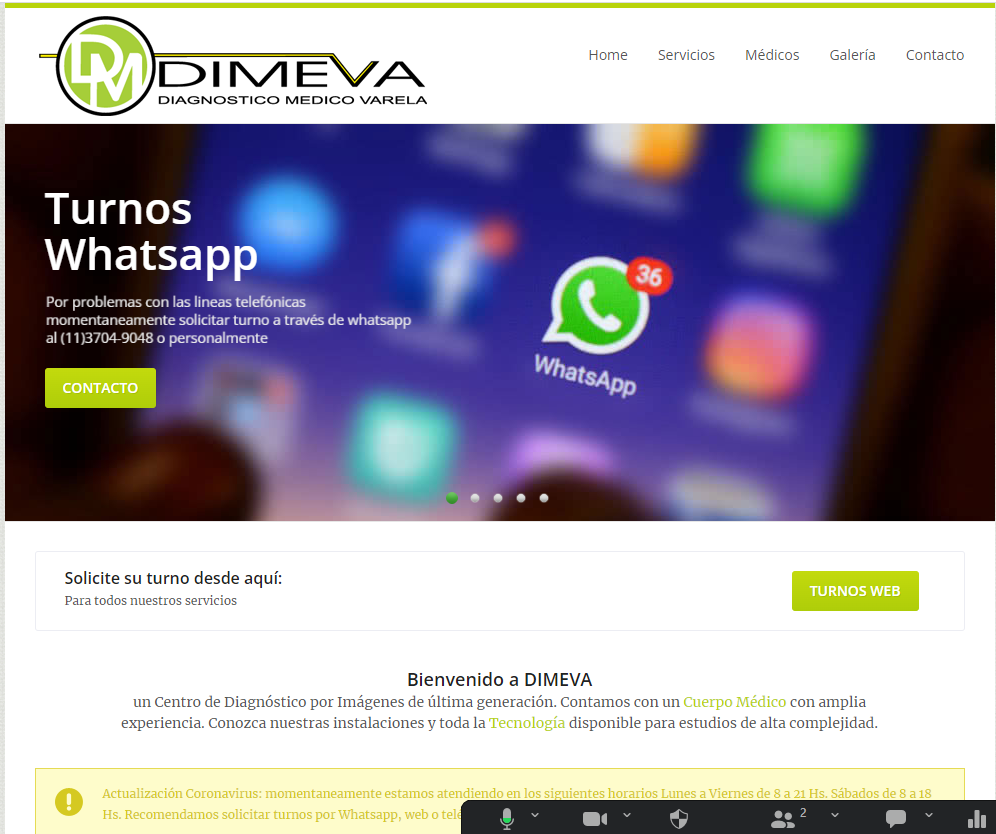 DM
DIMEVA
DIAGNOSTICO MEDICO VARELA
Home Servicios Médicos Galería Contacto
Turnos
Whatsapp
Por problemas con las lineas telefónicas
momentaneamente solicitar turno a través de whatsapp
al (11)3704-9048 o personalmente
CONTACTO
36
WhatsApp
Solicite su turno desde aquí:
Para todos nuestros servicios
TURNOS WEB
Bienvenido a DIMEVA
un Centro de Diagnóstico por Imágenes de última generación. Contamos con un Cuerpo Médico con amplia
experiencia. Conozca nuestras instalaciones y toda la Tecnología disponible para estudios de alta complejidad.
Actualización Coronavirus: momentaneamente estamos atendiendo en los siguientes horarios Lunes a Viernes de 8 a 21 Hs. Sábados de 8 a 18
Hs. Recomendamos solicitar turnos por Whatsapp, web o
2